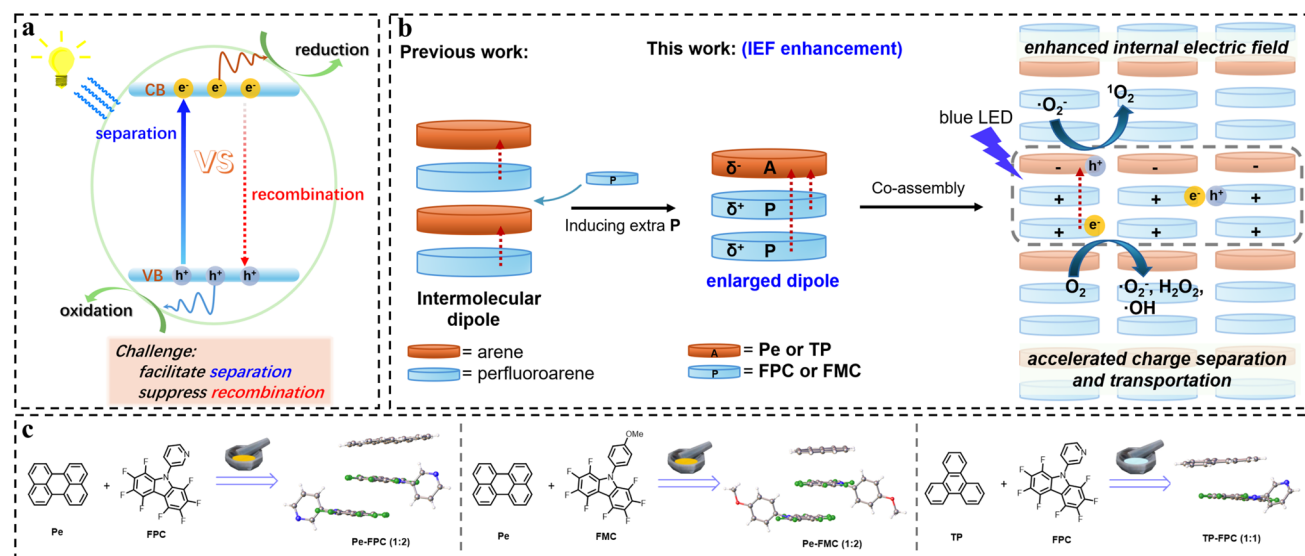 a
reduction
CB
e⁻ e⁻ e⁻
separation
VS
recombination
VB
h⁺ h⁺ h⁺
oxidation
Challenge:
facilitate separation
suppress recombination
b
Previous work:
Intermolecular
dipole
= arene
= perfluoroarene
P
Inducing extra P
This work: (IEF enhancement)
δ⁻ A
δ⁺ P
δ⁺ P
enlarged dipole
A = Pe or TP
P = FPC or FMC
Co-assembly
enhanced internal electric field
·O₂⁻ ¹O₂
blue LED
- h⁺ - -
+ + e⁻ h⁺ +
+ e⁻ + +
O₂ ·O₂⁻, H₂O₂,
·OH
accelerated charge separation
and transportation
c
Pe
+
N
N
F F F F F F F F
FPC
Pe-FPC (1:2)
Pe
+
OMe
N
F F F F F F F F
FMC
Pe-FMC (1:2)
TP
+
N
N
F F F F F F F F
FPC
TP-FPC (1:1)